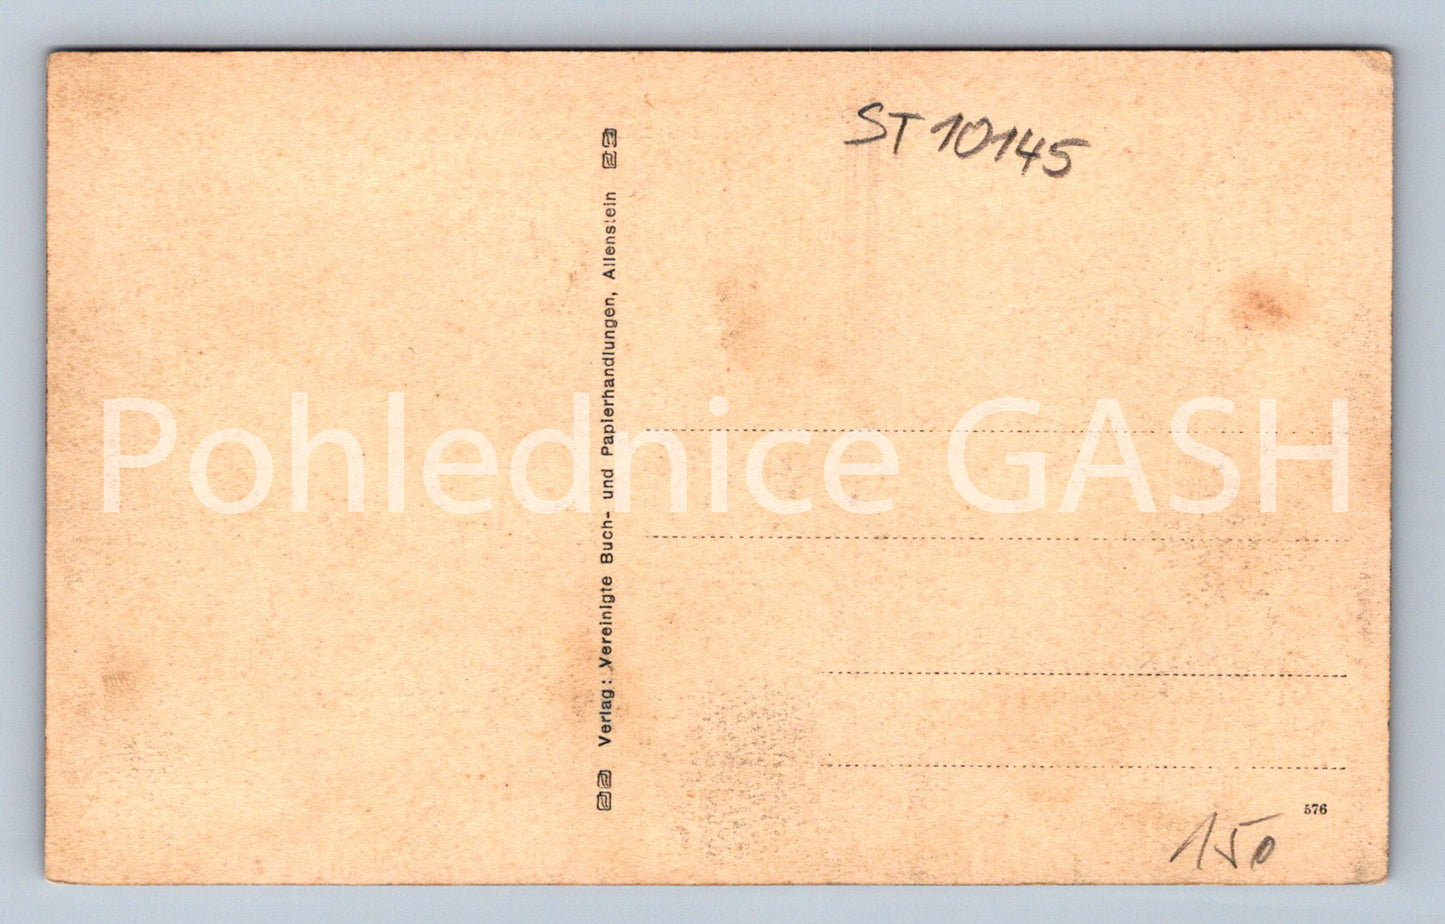 ST 10145
Verlag: Vereinigte Buch- und Papierhandlungen, Allenstein
Pohlednice GASH
576
150